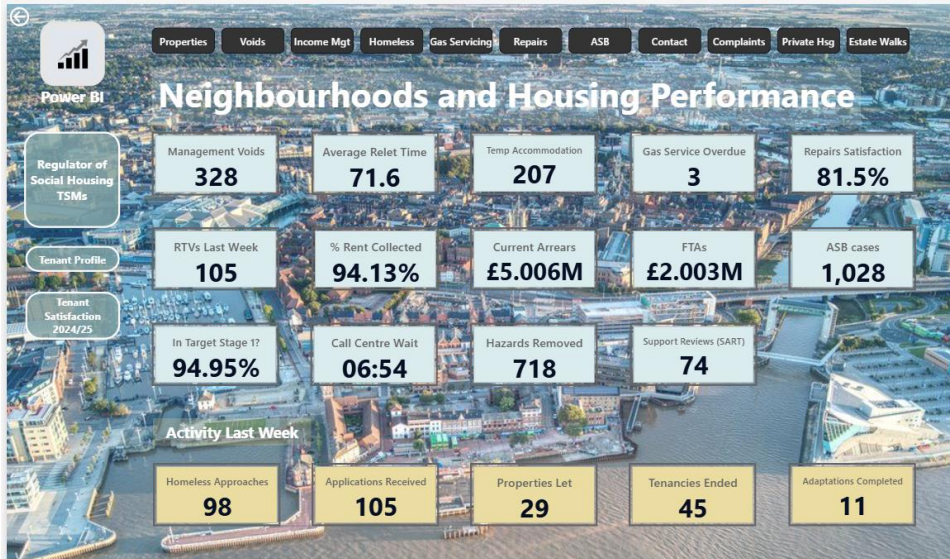 Properties
Voids
Income Mgt
Homeless
Gas Servicing
Repairs
ASB
Contact
Complaints
Private Hsg
Estate Walks
Power BI
Neighbourhoods and Housing Performance
Regulator of
Social Housing
TSMs
Tenant Profile
Tenant
Satisfaction
2024/25
Management Voids
328
Average Relet Time
71.6
Temp Accommodation
207
Gas Service Overdue
3
Repairs Satisfaction
81.5%
RTVs Last Week
105
% Rent Collected
94.13%
Current Arrears
£5.006M
FTAs
£2.003M
ASB cases
1,028
In Target Stage 1?
94.95%
Call Centre Wait
06:54
Hazards Removed
718
Support Reviews (SART)
74
Activity Last Week
Homeless Approaches
98
Applications Received
105
Properties Let
29
Tenancies Ended
45
Adaptations Completed
11